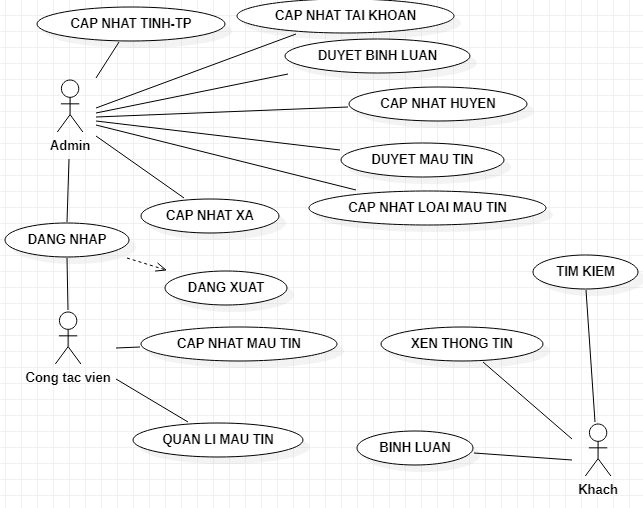 CAP NHAT TINH-TP
CAP NHAT TAI KHOAN
DUYET BINH LUAN
CAP NHAT HUYEN
Admin
DUYET MAU TIN
CAP NHAT XA
CAP NHAT LOAI MAU TIN
DANG NHAP
TIM KIEM
DANG XUAT
CAP NHAT MAU TIN
XEN THONG TIN
Cong tac vien
QUAN LI MAU TIN
BINH LUAN
Khach